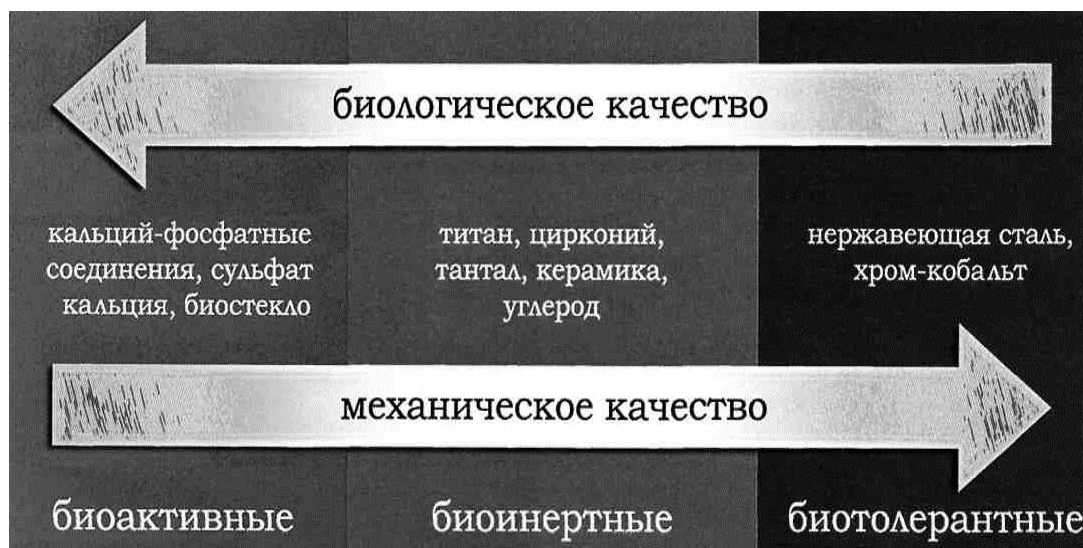 биологическое качество
кальций-фосфатные
соединения, сульфат
кальция, биостекло
титан, цирконий,
тантал, керамика,
углерод
нержавеющая сталь,
хром-кобальт
механическое качество
биоактивные
биоинертные
биотолерантные